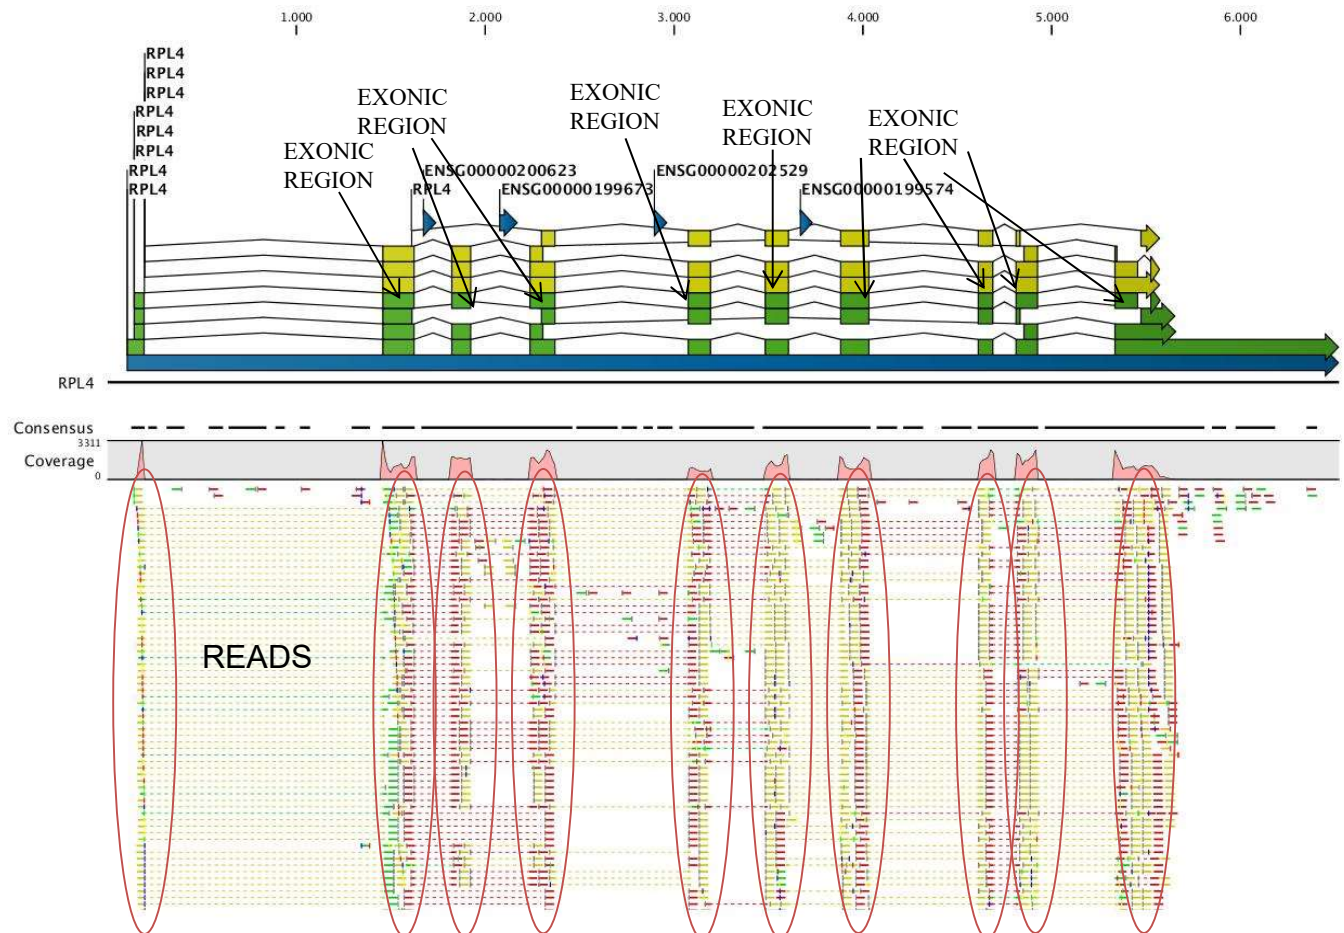 1.000 2.000 3.000 4.000 5.000 6.000
RPL4
RPL4
RPL4
RPL4
RPL4
RPL4
RPL4
RPL4
EXONIC
REGION
EXONIC
REGION
EXONIC
REGION
EXONIC
REGION
EXONIC
REGION
ENSG00000200623
RPL4
ENSG00000199673
ENSG00000202529
ENSG00000199574
RPL4
Consensus
3311
Coverage
0
READS